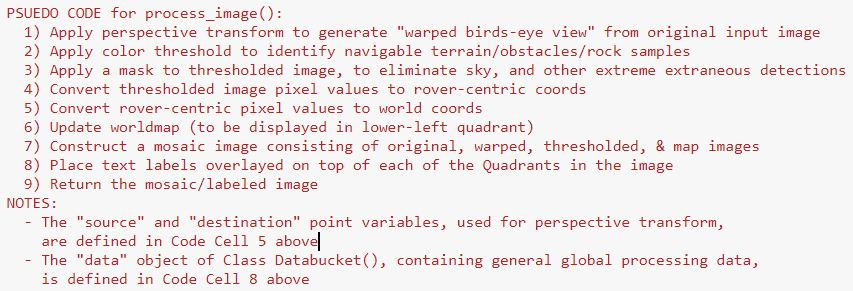 PSUEDO CODE for process_image():
1) Apply perspective transform to generate "warped birds-eye view" from original input image
2) Apply color threshold to identify navigable terrain/obstacles/rock samples
3) Apply a mask to thresholded image, to eliminate sky, and other extreme extraneous detections
4) Convert thresholded image pixel values to rover-centric coords
5) Convert rover-centric pixel values to world coords
6) Update worldmap (to be displayed in lower-left quadrant)
7) Construct a mosaic image consisting of original, warped, thresholded, & map images
8) Place text labels overlayed on top of each of the Quadrants in the image
9) Return the mosaic/labeled image
NOTES:
- The "source" and "destination" point variables, used for perspective transform,
are defined in Code Cell 5 above
- The "data" object of Class Databucket(), containing general global processing data,
is defined in Code Cell 8 above